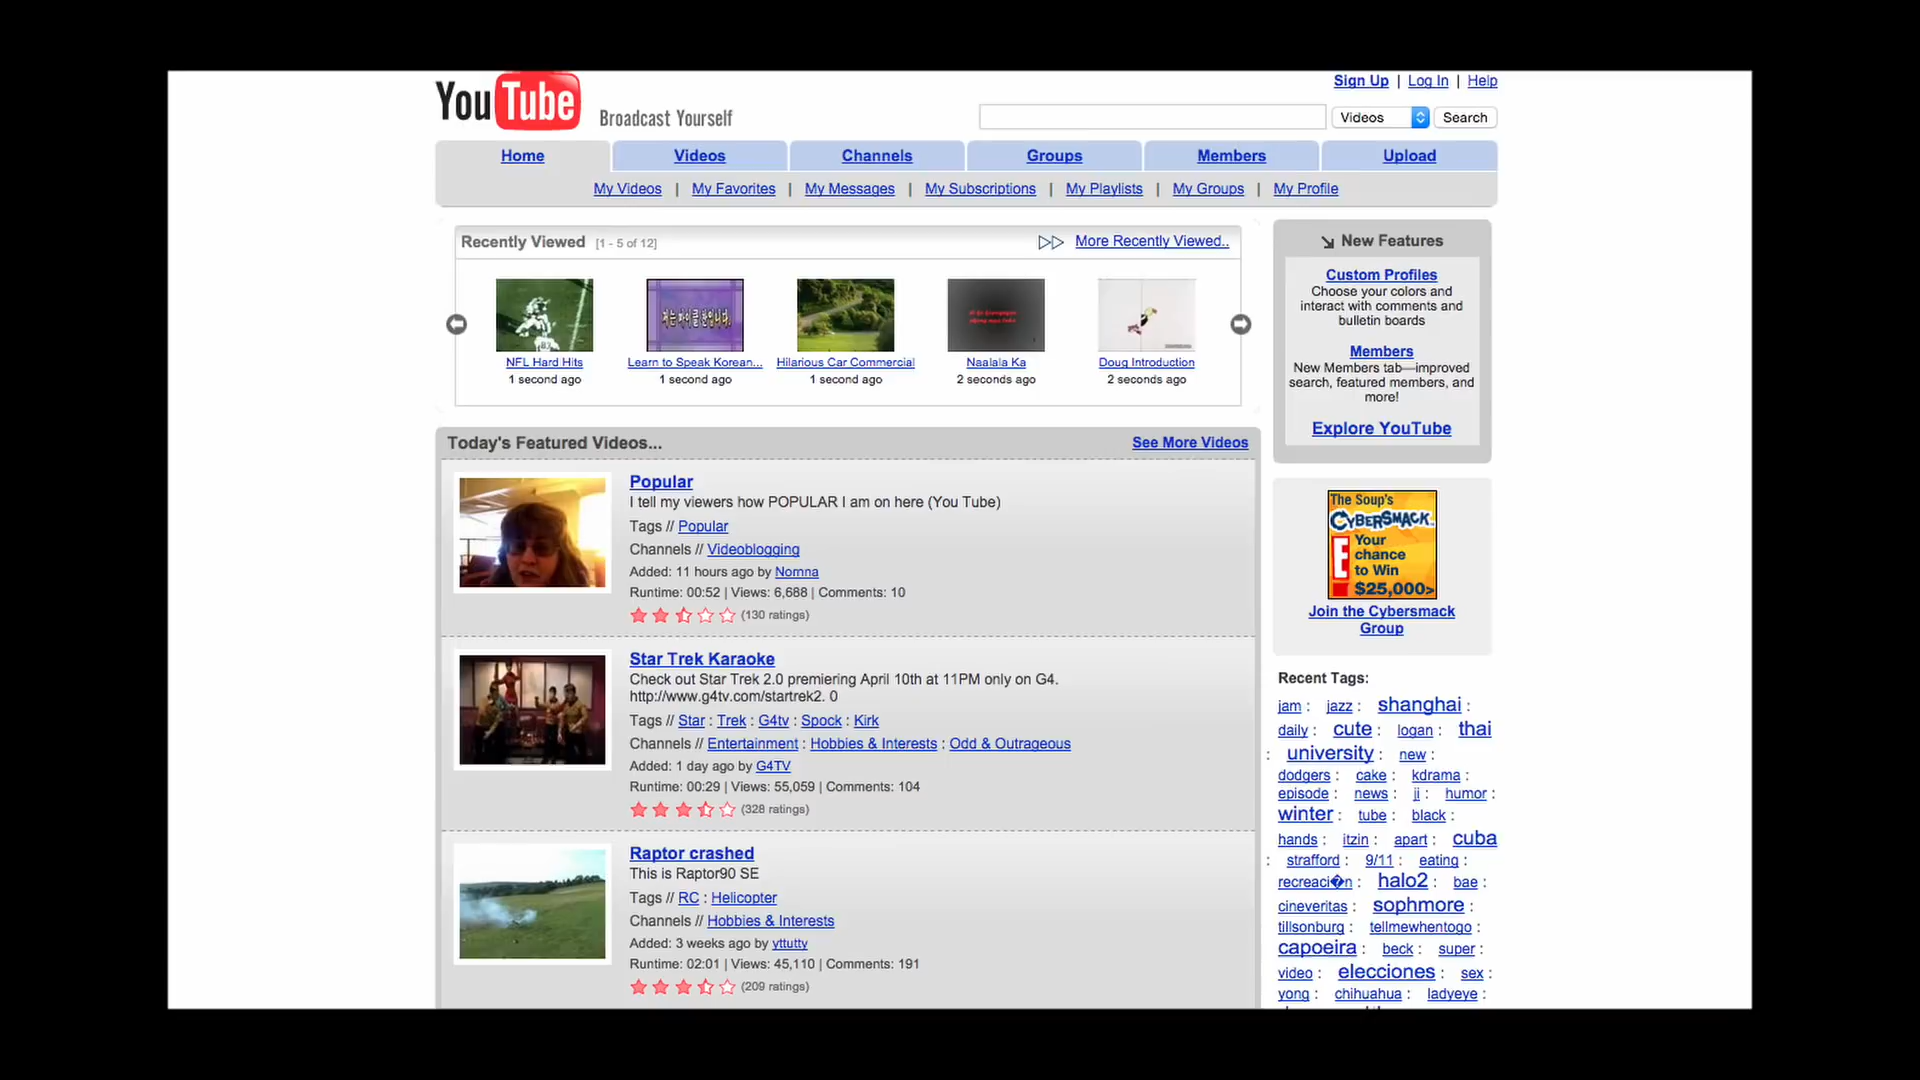 YouTube Broadcast Yourself
Sign Up | Log In | Help
Videos Search
Home Videos Channels Groups Members Upload
My Videos | My Favorites | My Messages | My Subscriptions | My Playlists | My Groups | My Profile
Recently Viewed [1 - 5 of 12] More Recently Viewed..
저는 마이클 한입니다.
NFL Hard Hits
1 second ago
Learn to Speak Korean...
1 second ago
Hilarious Car Commercial
1 second ago
Naalala Ka
2 seconds ago
Doug Introduction
2 seconds ago
Today's Featured Videos... See More Videos
Popular
I tell my viewers how POPULAR I am on here (You Tube)
Tags // Popular
Channels // Videoblogging
Added: 11 hours ago by Nomna
Runtime: 00:52 | Views: 6,688 | Comments: 10
(130 ratings)
Star Trek Karaoke
Check out Star Trek 2.0 premiering April 10th at 11PM only on G4.
http://www.g4tv.com/startrek2. 0
Tags // Star : Trek : G4tv : Spock : Kirk
Channels // Entertainment : Hobbies & Interests : Odd & Outrageous
Added: 1 day ago by G4TV
Runtime: 00:29 | Views: 55,059 | Comments: 104
(328 ratings)
Raptor crashed
This is Raptor90 SE
Tags // RC : Helicopter
Channels // Hobbies & Interests
Added: 3 weeks ago by yttutty
Runtime: 02:01 | Views: 45,110 | Comments: 191
(209 ratings)
New Features
Custom Profiles
Choose your colors and
interact with comments and
bulletin boards
Members
New Members tab—improved
search, featured members, and
more!
Explore YouTube
The Soup's
CYBERSMACK
E!
Your
chance
to Win
$25,000>
Join the Cybersmack
Group
Recent Tags:
jam : jazz : shanghai :
daily : cute : logan : thai
: university : new :
dodgers : cake : kdrama :
episode : news : ji : humor :
winter : tube : black :
hands : itzin : apart : cuba
: strafford : 9/11 : eating :
recreaci�n : halo2 : bae :
cineveritas : sophmore :
tillsonburg : tellmewhentogo :
capoeira : beck : super :
video : elecciones : sex :
yong : chihuahua : ladyeye :